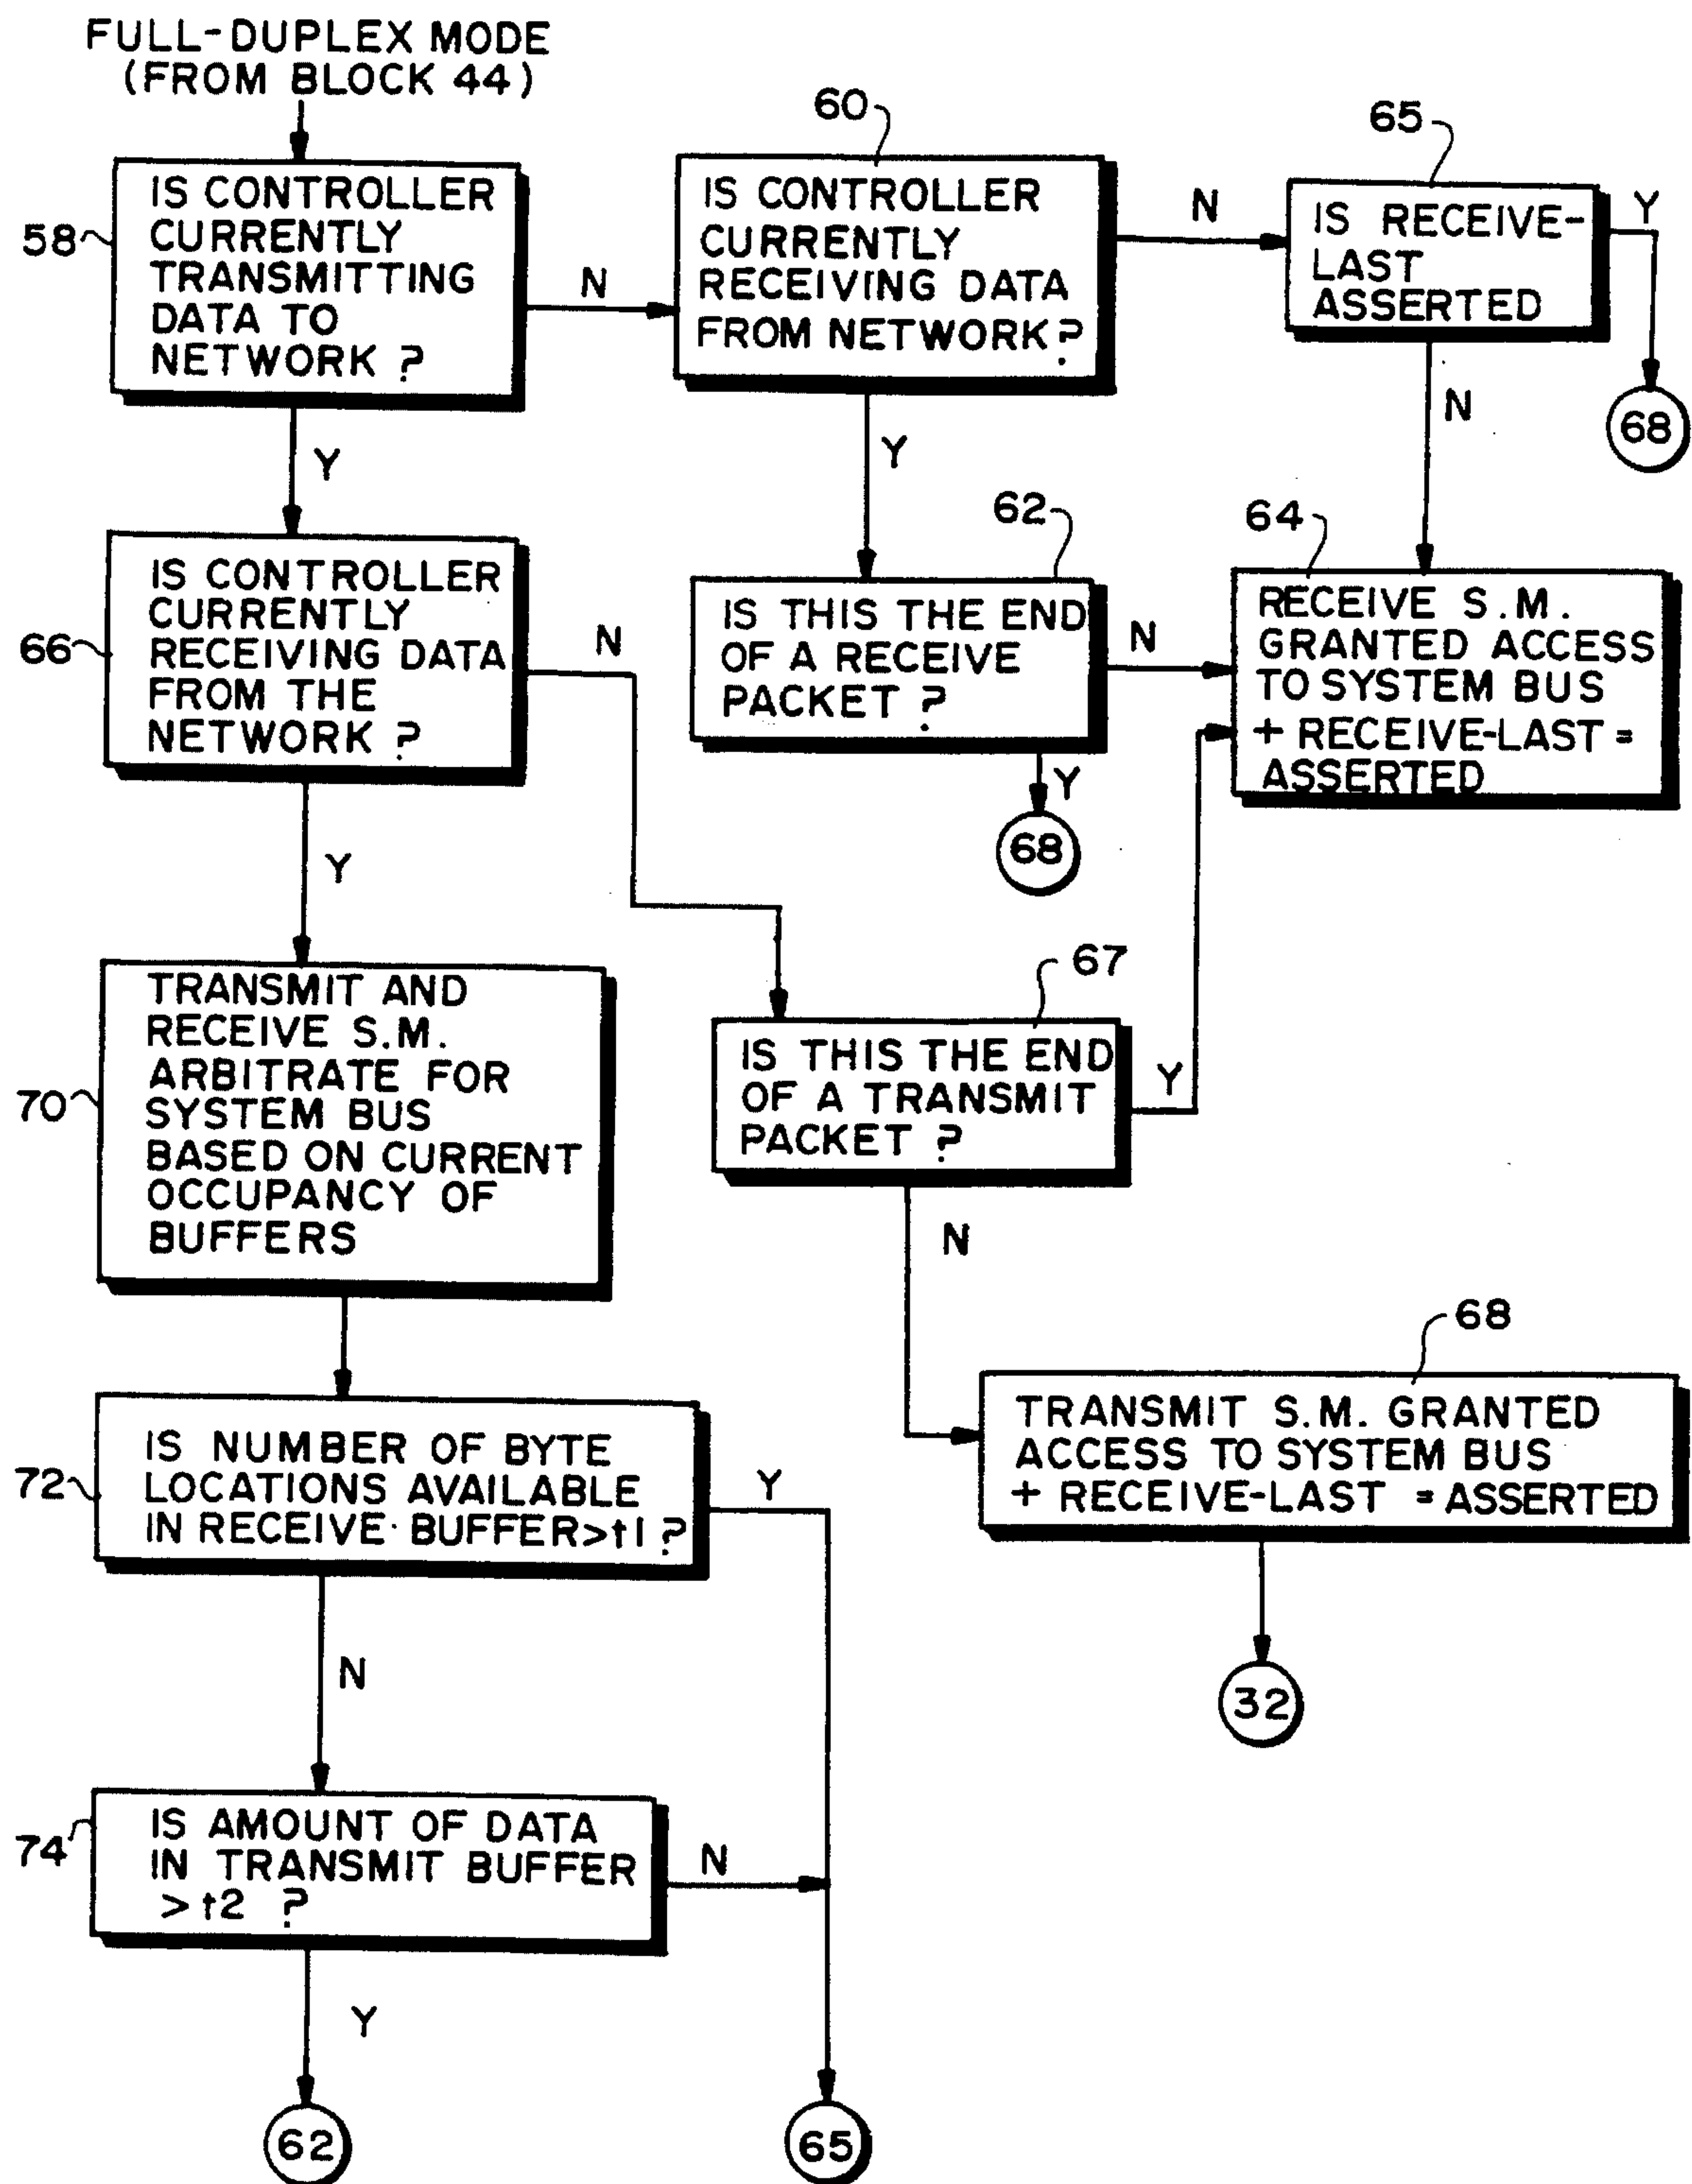 FULL-DUPLEX MODE
(FROM BLOCK 44)
58
IS CONTROLLER
CURRENTLY
TRANSMITTING
DATA TO
NETWORK ?
N
Y
60
IS CONTROLLER
CURRENTLY
RECEIVING DATA
FROM NETWORK ?
N
Y
65
IS RECEIVE-
LAST
ASSERTED
Y
68
N
66
IS CONTROLLER
CURRENTLY
RECEIVING DATA
FROM THE
NETWORK ?
N
Y
62
IS THIS THE END
OF A RECEIVE
PACKET ?
N
Y
68
64
RECEIVE S.M.
GRANTED ACCESS
TO SYSTEM BUS
+ RECEIVE-LAST =
ASSERTED
70
TRANSMIT AND
RECEIVE S.M.
ARBITRATE FOR
SYSTEM BUS
BASED ON CURRENT
OCCUPANCY OF
BUFFERS
67
IS THIS THE END
OF A TRANSMIT
PACKET ?
Y
N
68
TRANSMIT S.M. GRANTED
ACCESS TO SYSTEM BUS
+ RECEIVE-LAST = ASSERTED
32
72
IS NUMBER OF BYTE
LOCATIONS AVAILABLE
IN RECEIVE BUFFER>t1 ?
Y
N
74
IS AMOUNT OF DATA
IN TRANSMIT BUFFER
> t2 ?
N
Y
62
65